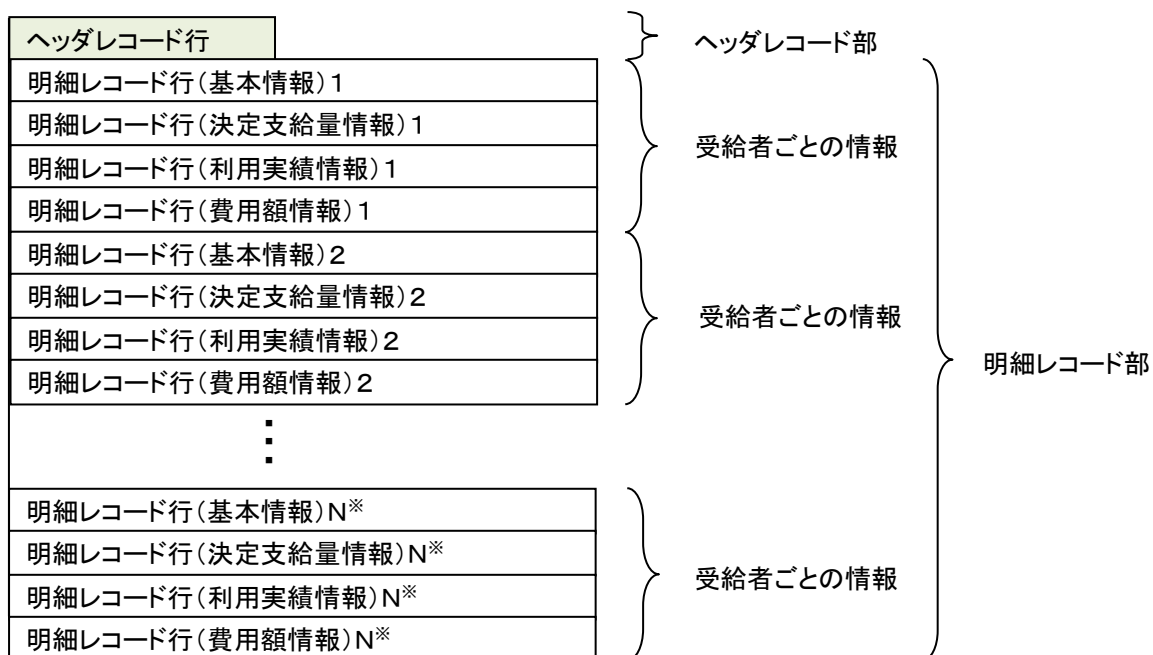 ヘッダレコード行
ヘッダレコード部
明細レコード行（基本情報）１
明細レコード行（決定支給量情報）１
受給者ごとの情報
明細レコード行（利用実績情報）１
明細レコード行（費用額情報）１
明細レコード行（基本情報）２
明細レコード行（決定支給量情報）２
受給者ごとの情報
明細レコード行（利用実績情報）２
明細レコード部
明細レコード行（費用額情報）２
明細レコード行（基本情報）Ｎ※
明細レコード行（決定支給量情報）Ｎ※
受給者ごとの情報
明細レコード行（利用実績情報）Ｎ※
明細レコード行（費用額情報）Ｎ※